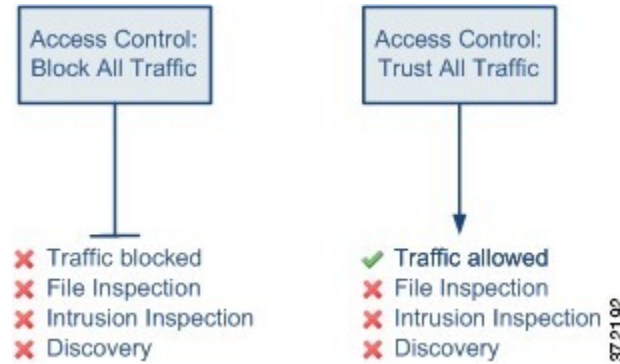 Access Control:
Block All Traffic
Traffic blocked
File Inspection
Intrusion Inspection
Discovery
Access Control:
Trust All Traffic
Traffic allowed
File Inspection
Intrusion Inspection
Discovery
372192